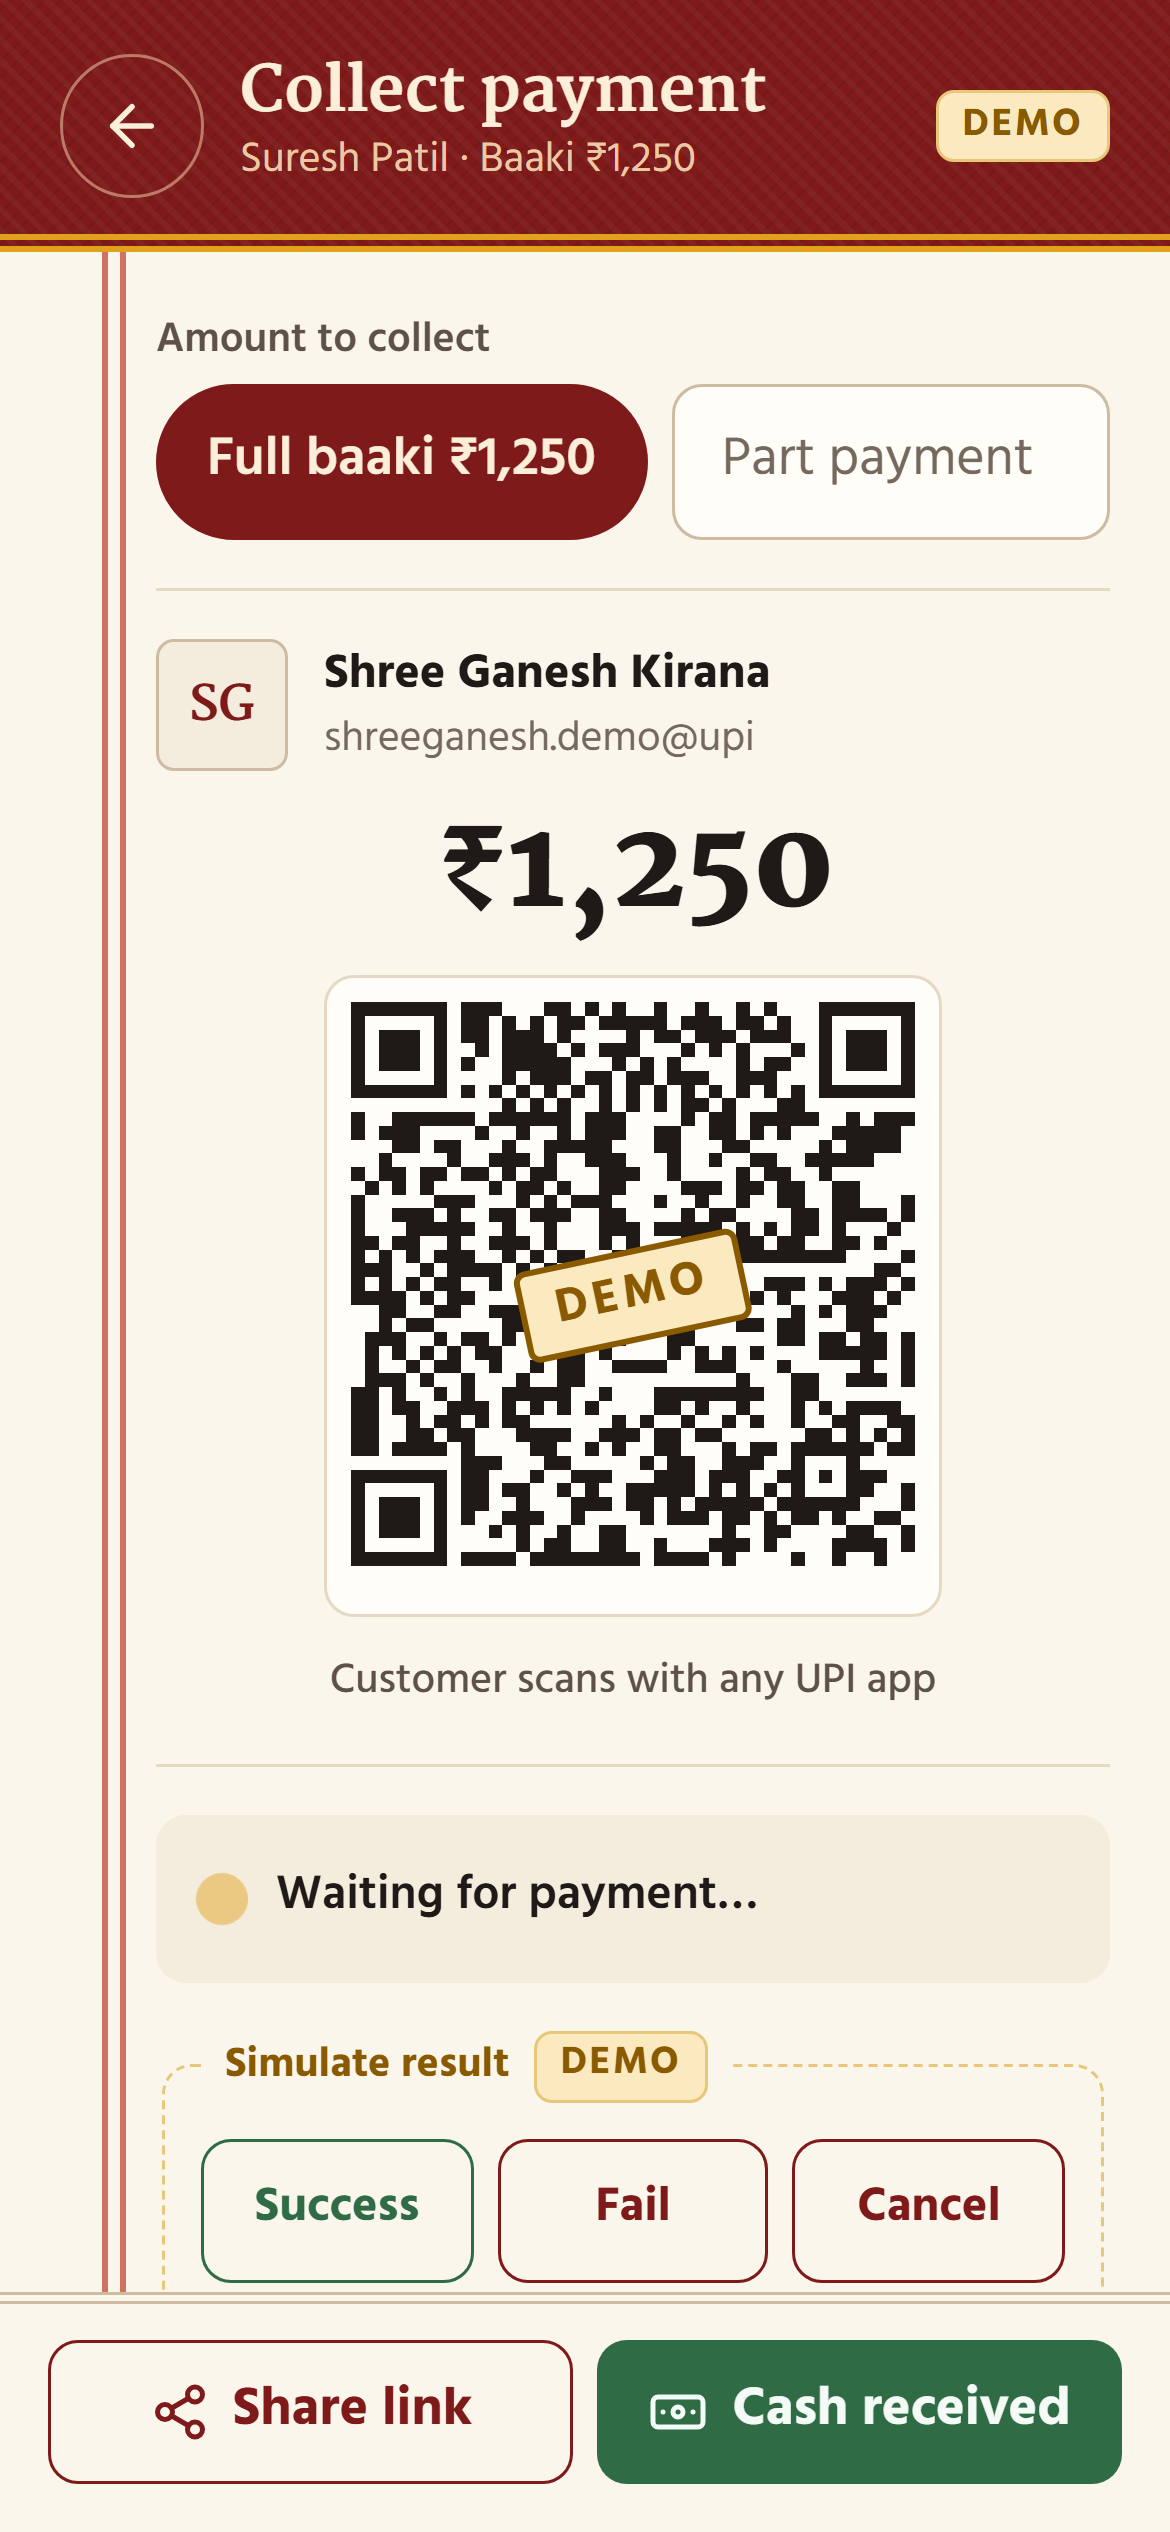 Collect payment
Suresh Patil · Baaki ₹1,250
DEMO
Amount to collect
Full baaki ₹1,250
Part payment
SG
Shree Ganesh Kirana
shreeganesh.demo@upi
₹1,250
DEMO
Customer scans with any UPI app
Waiting for payment...
Simulate result DEMO
Success
Fail
Cancel
Share link
Cash received